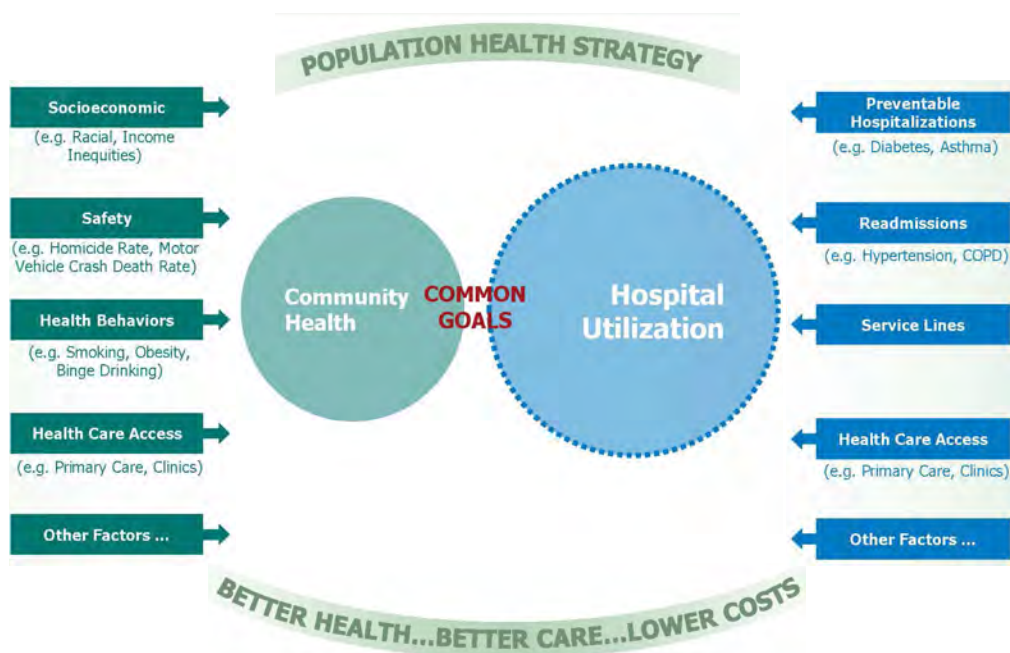 POPULATION HEALTH STRATEGY
Socioeconomic
(e.g. Racial, Income
Inequities)
Safety
(e.g. Homicide Rate, Motor
Vehicle Crash Death Rate)
Health Behaviors
(e.g. Smoking, Obesity,
Binge Drinking)
Health Care Access
(e.g. Primary Care, Clinics)
Other Factors ...
Community
Health
COMMON
GOALS
Hospital
Utilization
Preventable
Hospitalizations
(e.g. Diabetes, Asthma)
Readmissions
(e.g. Hypertension, COPD)
Service Lines
Health Care Access
(e.g. Primary Care, Clinics)
Other Factors ...
BETTER HEALTH...BETTER CARE...LOWER COSTS